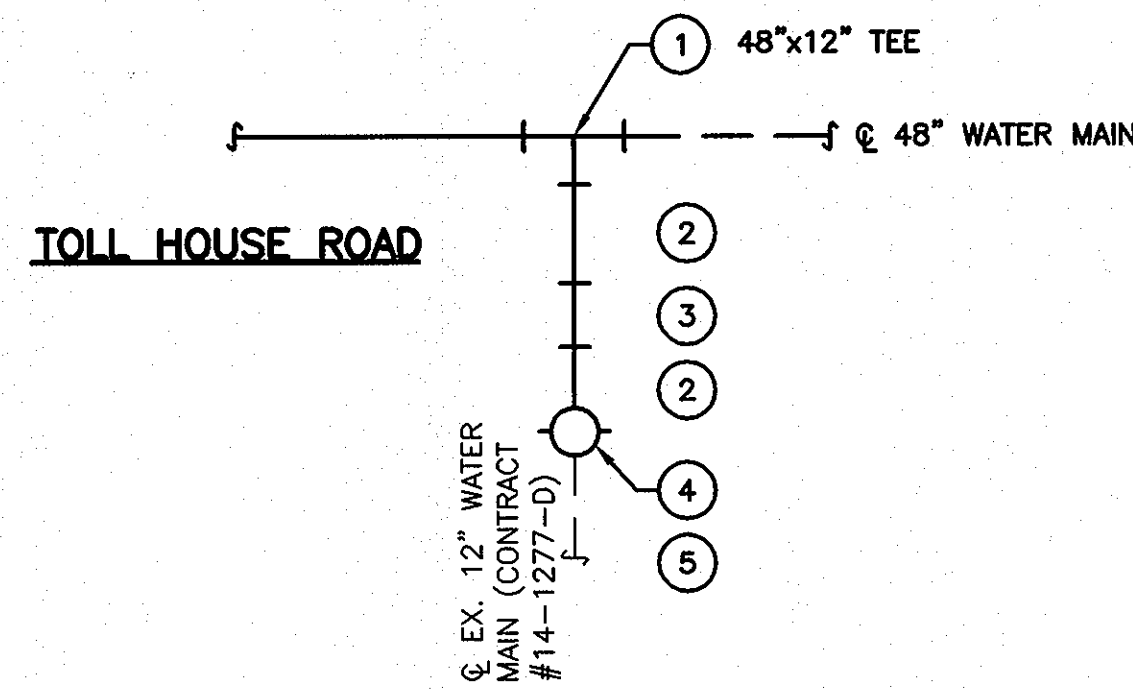 1 48”x12” TEE
℄ 48” WATER MAIN
TOLL HOUSE ROAD
2
3
2
4
5
℄ EX. 12” WATER
MAIN (CONTRACT
#14-1277-D)